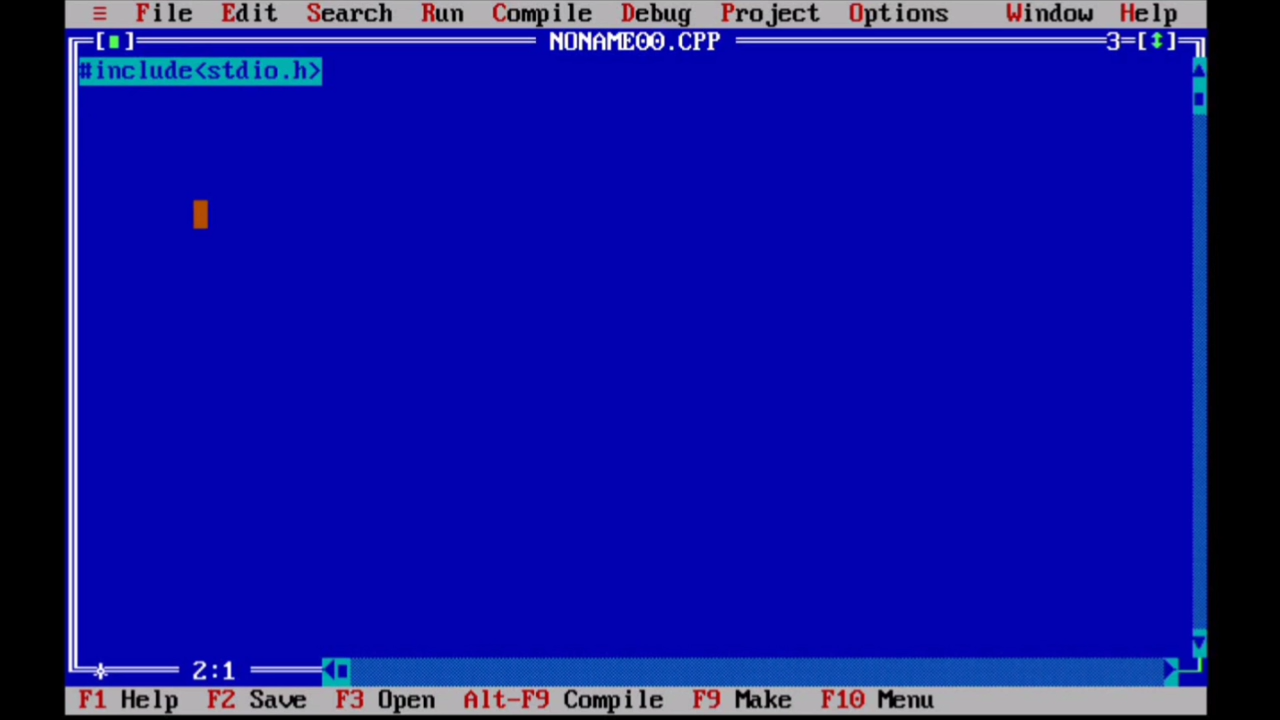 ≡ File Edit Search Run Compile Debug Project Options Window Help
[■] NONAME00.CPP 3=[↕]
#include<stdio.h>
2:1
F1 Help F2 Save F3 Open Alt-F9 Compile F9 Make F10 Menu